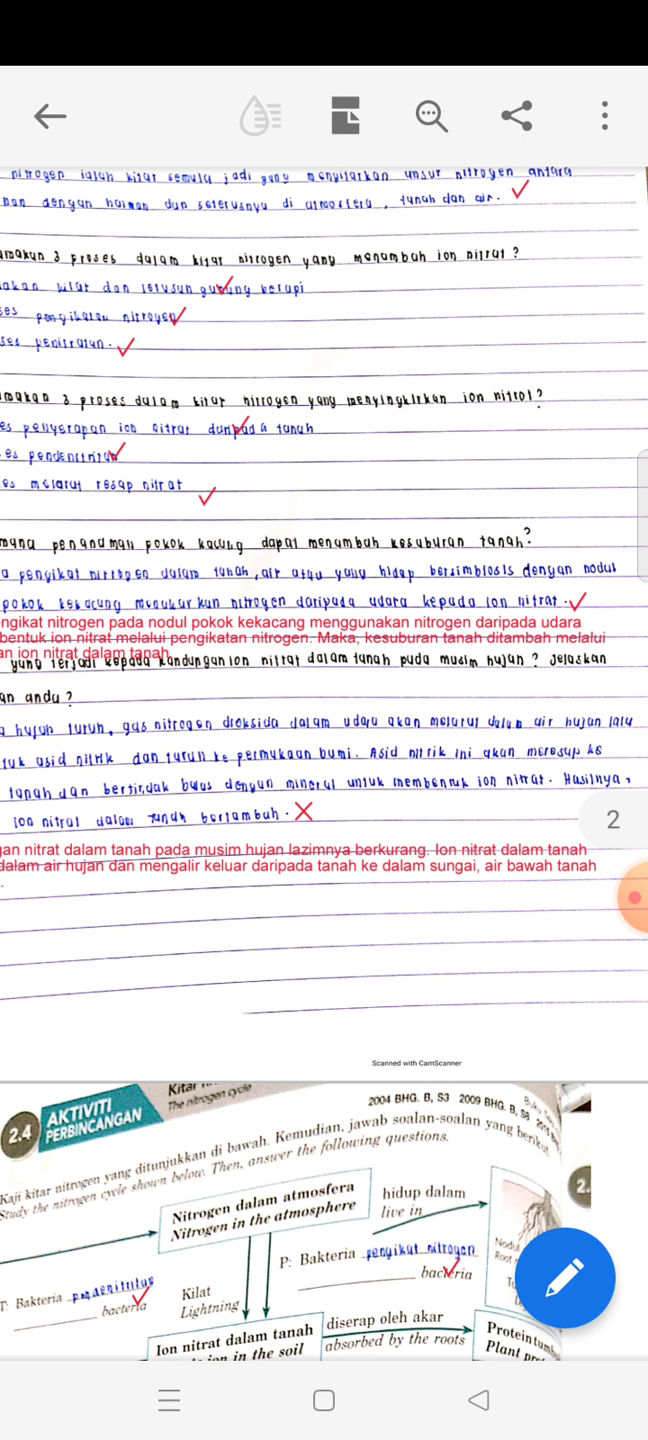 nitrogen ialah kitar semula jadi yang mengitarkan unsur nitrogen antara
dengan haiwan dan seterusnya di atmosfera, tanah dan air.
amakan 3 proses dalam kitar nitrogen yang menambah ion nitrat?
akan kilat dan letusan gunung berapi
ses pengikatan nitrogen
ses penitratan.
amakan 3 proses dalam kitar nitrogen yang menyingkirkan ion nitrat?
es penyerapan ion nitrat daripada tanah
es pendenitritan
es melarut resap nitrat
mana penanaman pokok kacang dapat menambah kesuburan tanah?
a pengikat nitrogen dalam tanah, air atau yang hidup bersimbiosis dengan nodul
pokok kekacang menukarkan nitrogen daripada udara kepada ion nitrat.
ngikat nitrogen pada nodul pokok kekacang menggunakan nitrogen daripada udara
bentuk ion nitrat melalui pengikatan nitrogen. Maka, kesuburan tanah ditambah melalui
an ion nitrat dalam tanah.
yang terjadi kepada kandungan ion nitrat dalam tanah pada musim hujan? Jelaskan
an anda?
a hujan turun, gas nitrogen dioksida dalam udara akan melarut dalam air hujan lalu
tuk asid nitrik dan turun ke permukaan bumi. Asid nitrik ini akan meresap ke
tanah dan bertindak balas dengan mineral untuk membentuk ion nitrat. Hasilnya,
ion nitrat dalam tanah bertambah.
2
gan nitrat dalam tanah pada musim hujan lazimnya berkurang. Ion nitrat dalam tanah
dalam air hujan dan mengalir keluar daripada tanah ke dalam sungai, air bawah tanah
.
Scanned with CamScanner
2.4 AKTIVITI PERBINCANGAN
Kitar
The nitrogen cycle
2004 BHG. B, S3 2009 BHG. B, S8
Kaji kitar nitrogen yang ditunjukkan di bawah. Kemudian, jawab soalan-soalan yang berikut
Study the nitrogen cycle shown below. Then, answer the following questions.
2.
Nitrogen dalam atmosfera
Nitrogen in the atmosphere
hidup dalam
live in
Nodul
Root
P: Bakteria pengikat nitrogen
bacteria
T: Bakteria pendenitritan
bacteria
Kilat
Lightning
Ion nitrat dalam tanah
ion in the soil
diserap oleh akar
absorbed by the roots
Protein tumb
Plant pr